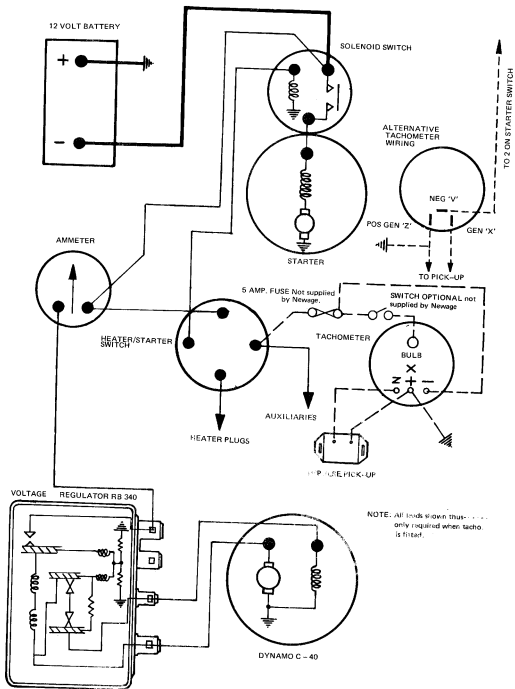 12 VOLT BATTERY
+
−
SOLENOID SWITCH
TO 2 ON STARTER SWITCH
ALTERNATIVE
TACHOMETER
WIRING
NEG 'V'
POS GEN 'Z'
GEN 'X'
TO PICK-UP
STARTER
AMMETER
5 AMP. FUSE Not supplied
by Newage.
SWITCH OPTIONAL not
supplied by Newage
HEATER/STARTER
SWITCH
TACHOMETER
BULB
X
Z + −
AUXILIARIES
HEATER PLUGS
PICK-UP
VOLTAGE REGULATOR RB 340
NOTE: All leads shown thus-----
only required when tacho.
is fitted.
DYNAMO C – 40